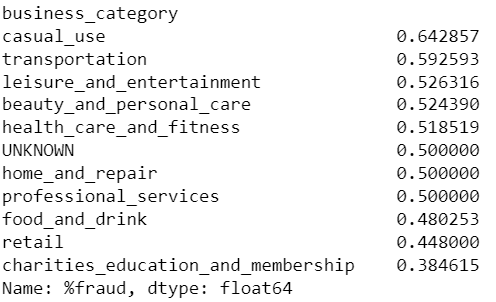 business_category
casual_use 0.642857
transportation 0.592593
leisure_and_entertainment 0.526316
beauty_and_personal_care 0.524390
health_care_and_fitness 0.518519
UNKNOWN 0.500000
home_and_repair 0.500000
professional_services 0.500000
food_and_drink 0.480253
retail 0.448000
charities_education_and_membership 0.384615
Name: %fraud, dtype: float64